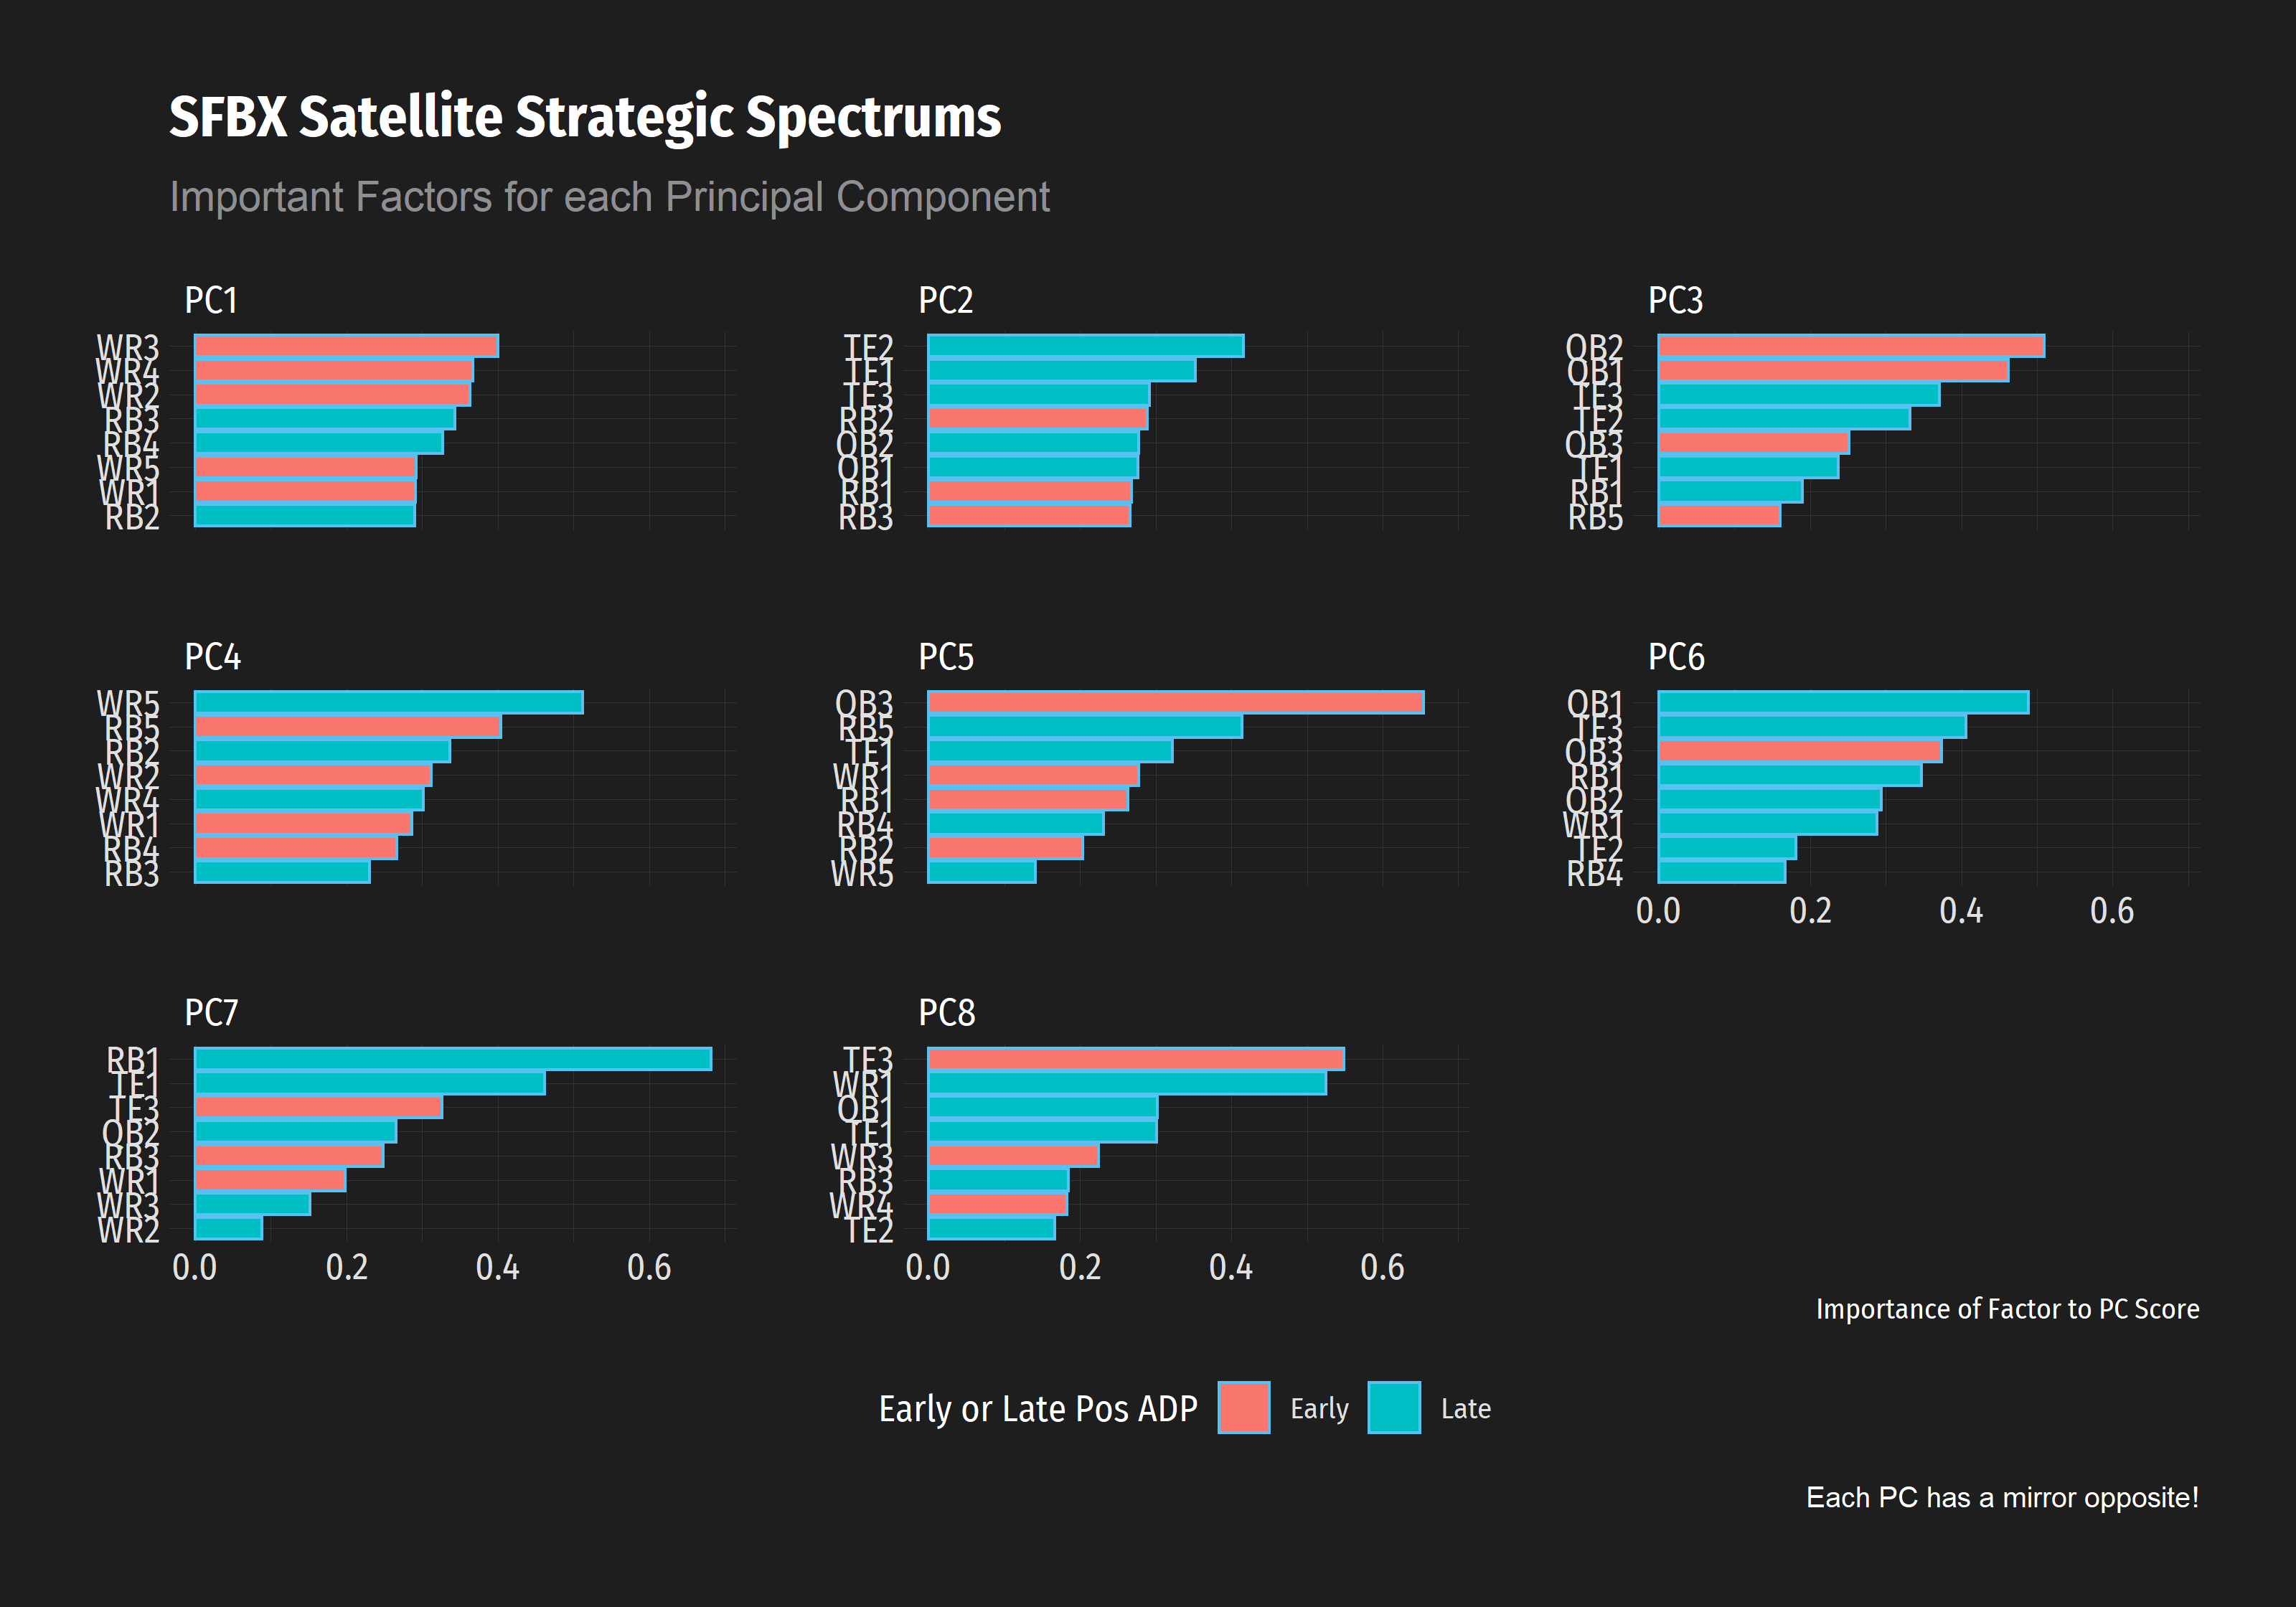 SFBX Satellite Strategic Spectrums
Important Factors for each Principal Component
PC1
WR3
WR4
WR2
RB3
RB4
WR5
WR1
RB2
PC2
TE2
TE1
TE3
RB2
QB2
QB1
RB1
RB3
PC3
QB2
QB1
TE3
TE2
QB3
TE1
RB1
RB5
PC4
WR5
RB5
RB2
WR2
WR4
WR1
RB4
RB3
PC5
QB3
RB5
TE1
WR1
RB1
RB4
RB2
WR5
PC6
QB1
TE3
QB3
RB1
QB2
WR1
TE2
RB4
0.0 0.2 0.4 0.6
PC7
RB1
TE1
TE3
QB2
RB3
WR1
WR3
WR2
0.0 0.2 0.4 0.6
PC8
TE3
WR1
QB1
TE1
WR3
RB3
WR4
TE2
0.0 0.2 0.4 0.6
Importance of Factor to PC Score
Early or Late Pos ADP Early Late
Each PC has a mirror opposite!